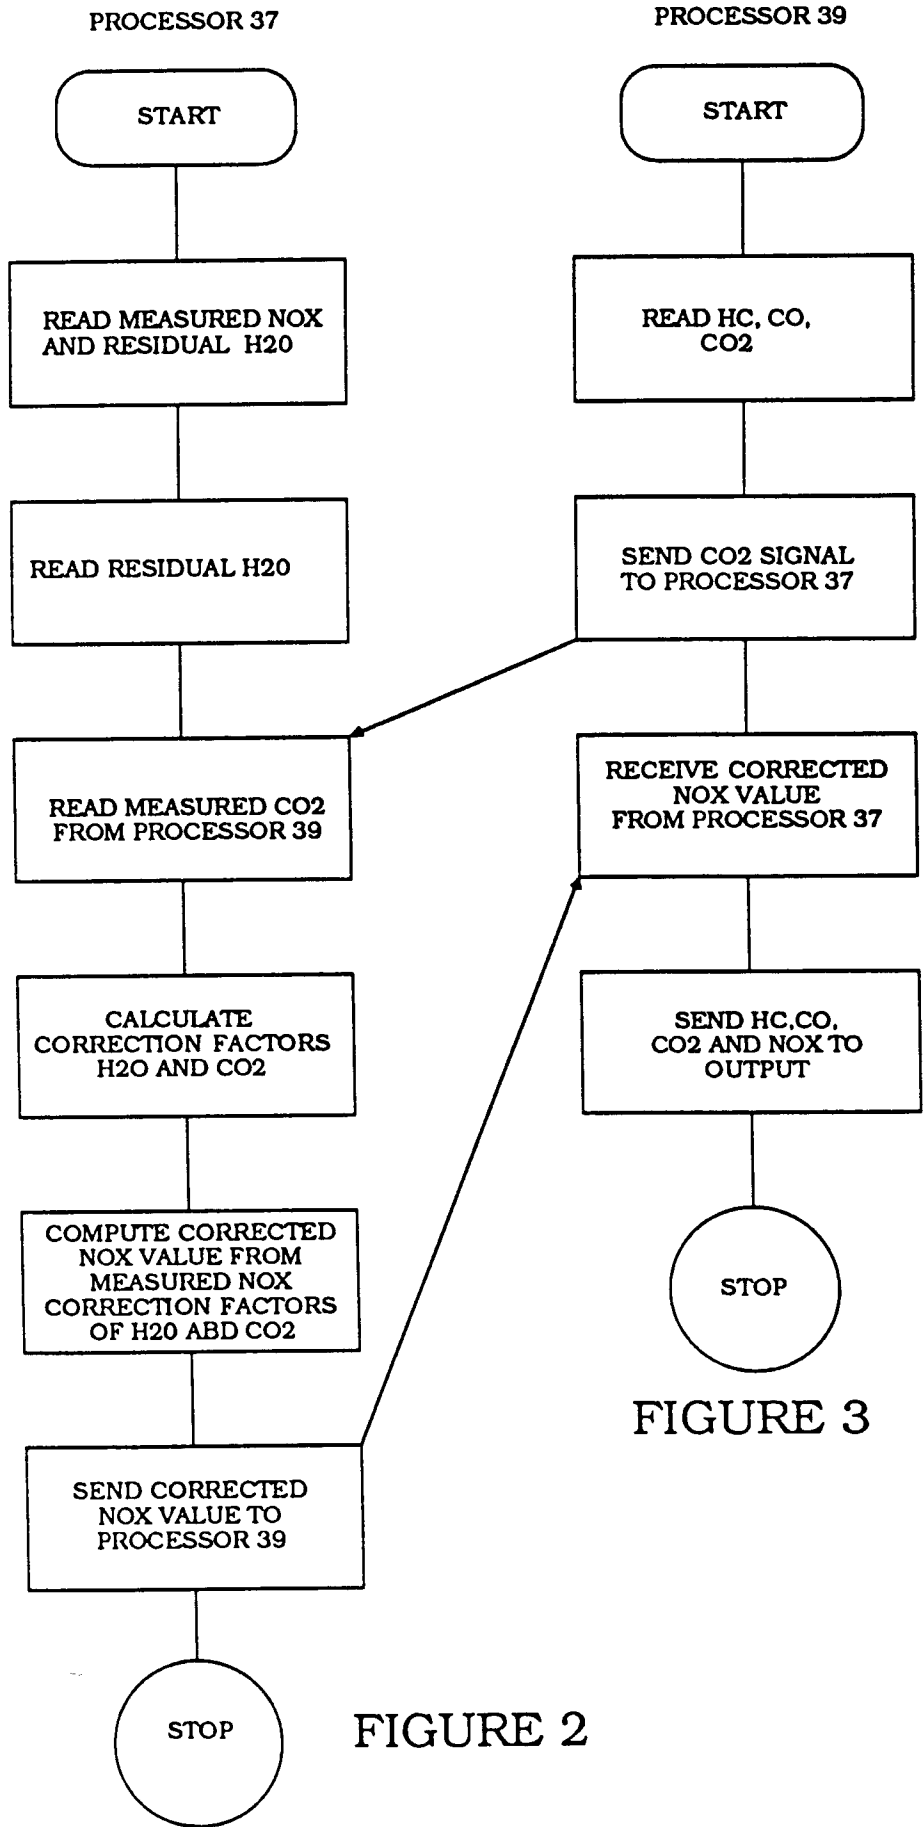 PROCESSOR 37
START
READ MEASURED NOX
AND RESIDUAL H20
READ RESIDUAL H20
READ MEASURED CO2
FROM PROCESSOR 39
CALCULATE
CORRECTION FACTORS
H2O AND CO2
COMPUTE CORRECTED
NOX VALUE FROM
MEASURED NOX
CORRECTION FACTORS
OF H20 ABD CO2
SEND CORRECTED
NOX VALUE TO
PROCESSOR 39
STOP
FIGURE 2
PROCESSOR 39
START
READ HC, CO,
CO2
SEND CO2 SIGNAL
TO PROCESSOR 37
RECEIVE CORRECTED
NOX VALUE
FROM PROCESSOR 37
SEND HC,CO,
CO2 AND NOX TO
OUTPUT
STOP
FIGURE 3